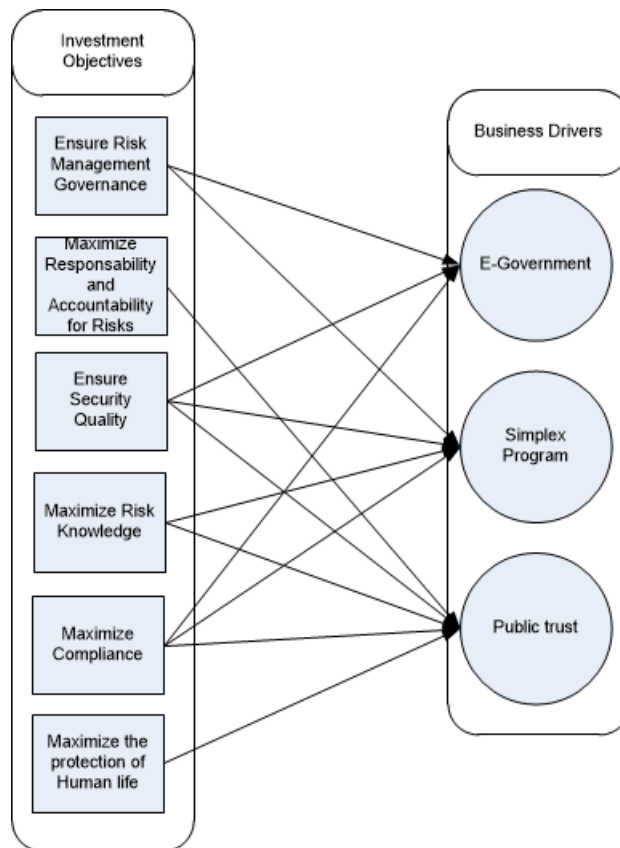 Investment
Objectives
Ensure Risk
Management
Governance
Maximize
Responsability
and
Accountability
for Risks
Ensure
Security
Quality
Maximize Risk
Knowledge
Maximize
Compliance
Maximize the
protection of
Human life
Business Drivers
E-Government
Simplex
Program
Public trust